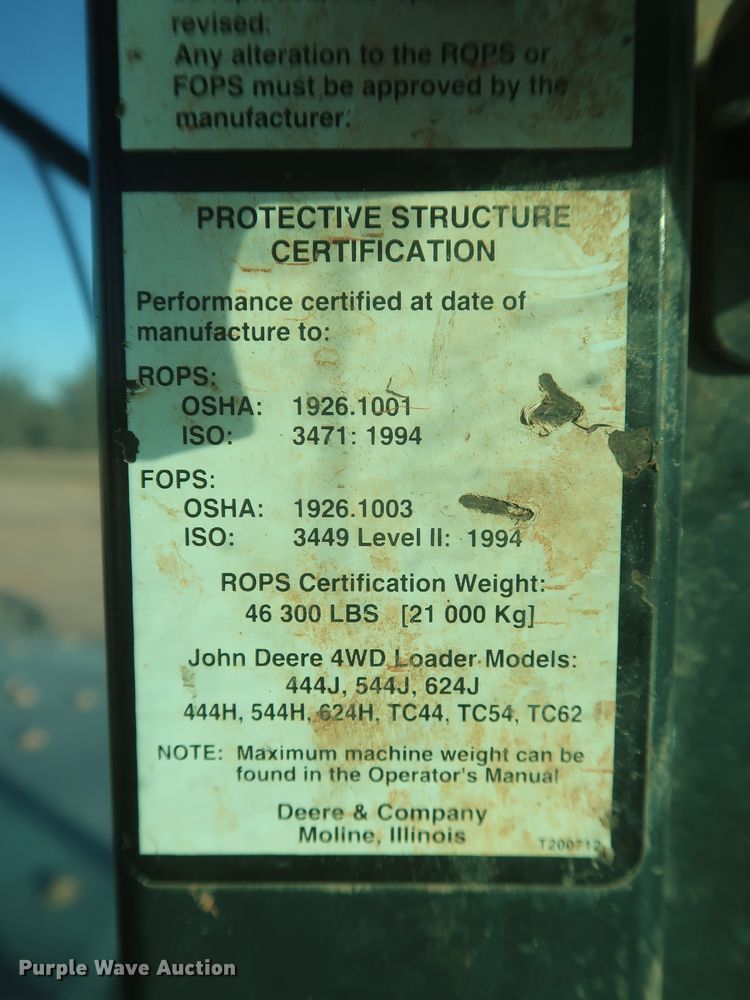 revised.
Any alteration to the ROPS or
FOPS must be approved by the
manufacturer.
PROTECTIVE STRUCTURE
CERTIFICATION
Performance certified at date of
manufacture to:
ROPS:
OSHA: 1926.1001
ISO: 3471: 1994
FOPS:
OSHA: 1926.1003
ISO: 3449 Level II: 1994
ROPS Certification Weight:
46 300 LBS [21 000 Kg]
John Deere 4WD Loader Models:
444J, 544J, 624J
444H, 544H, 624H, TC44, TC54, TC62
NOTE: Maximum machine weight can be
found in the Operator's Manual
Deere & Company
Moline, Illinois
T200712
Purple Wave Auction